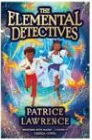 THE ELEMENTAL
DETECTIVES
PATRICE
LAWRENCE